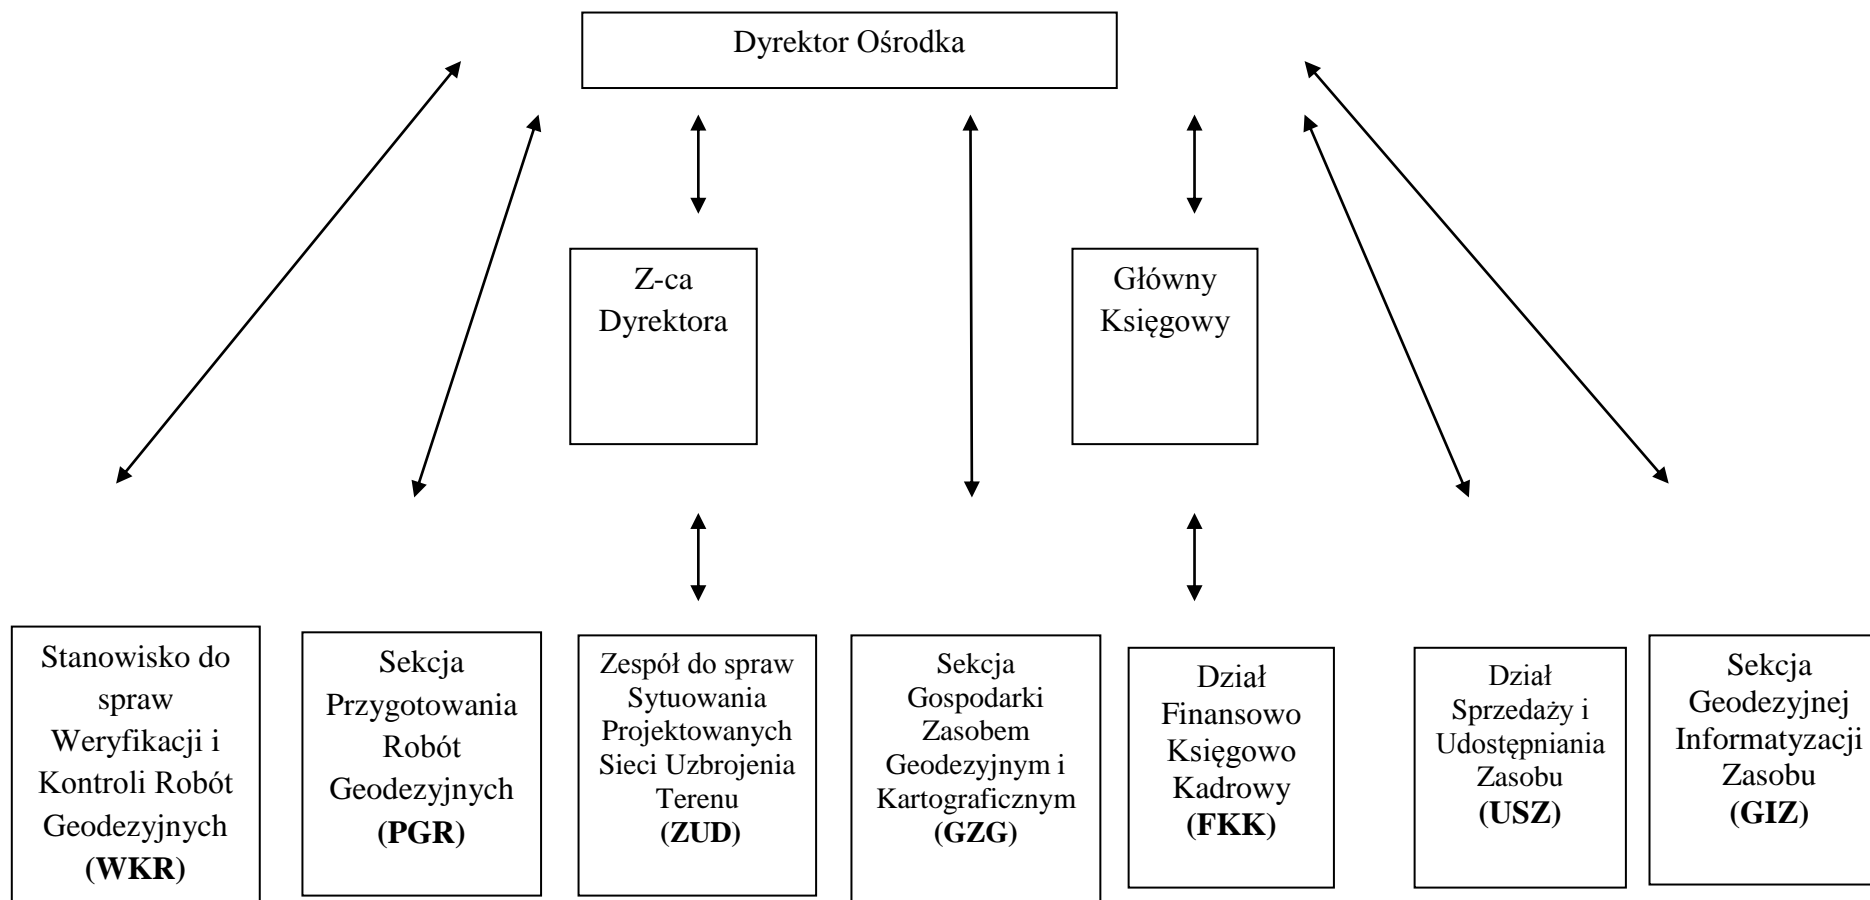 Dyrektor Ośrodka
Z-ca
Dyrektora
Główny
Księgowy
Stanowisko do
spraw
Weryfikacji i
Kontroli Robót
Geodezyjnych
(WKR)
Sekcja
Przygotowania
Robót
Geodezyjnych
(PGR)
Zespół do spraw
Sytuowania
Projektowanych
Sieci Uzbrojenia
Terenu
(ZUD)
Sekcja
Gospodarki
Zasobem
Geodezyjnym i
Kartograficznym
(GZG)
Dział
Finansowo
Księgowo
Kadrowy
(FKK)
Dział
Sprzedaży i
Udostępniania
Zasobu
(USZ)
Sekcja
Geodezyjnej
Informatyzacji
Zasobu
(GIZ)